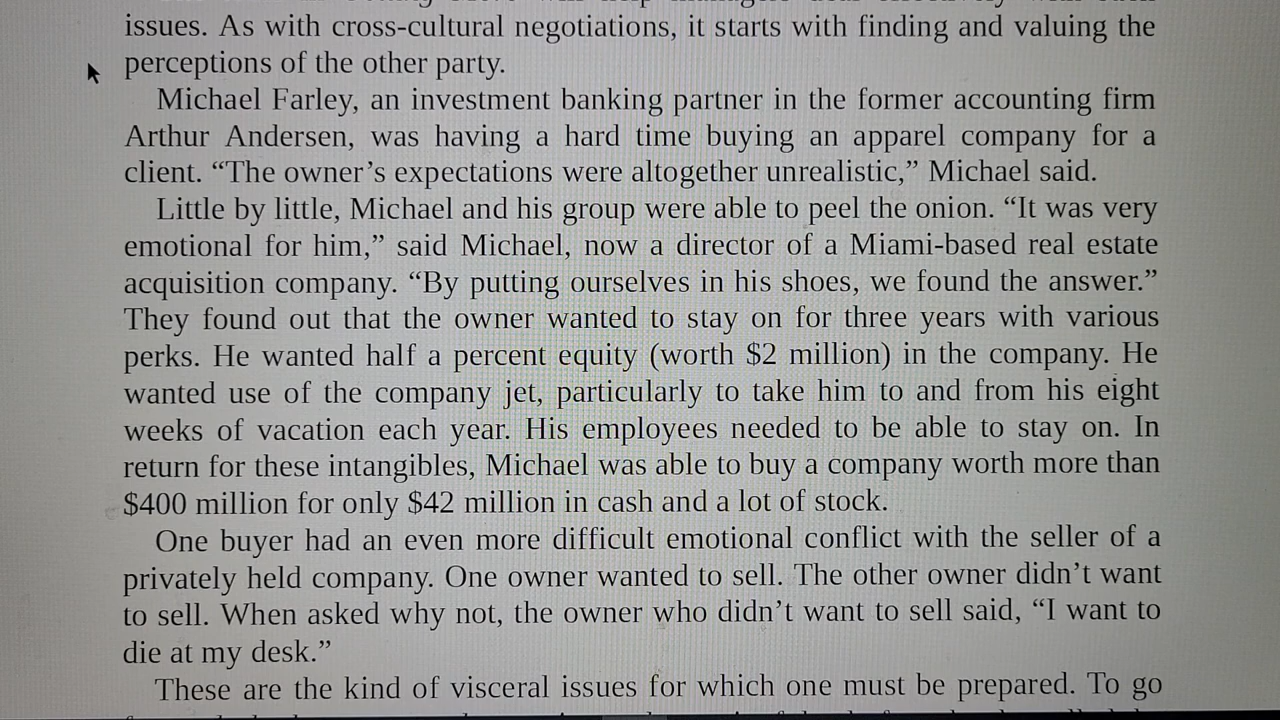 issues. As with cross-cultural negotiations, it starts with finding and valuing the
perceptions of the other party.
Michael Farley, an investment banking partner in the former accounting firm
Arthur Andersen, was having a hard time buying an apparel company for a
client. “The owner’s expectations were altogether unrealistic,” Michael said.
Little by little, Michael and his group were able to peel the onion. “It was very
emotional for him,” said Michael, now a director of a Miami-based real estate
acquisition company. “By putting ourselves in his shoes, we found the answer.”
They found out that the owner wanted to stay on for three years with various
perks. He wanted half a percent equity (worth $2 million) in the company. He
wanted use of the company jet, particularly to take him to and from his eight
weeks of vacation each year. His employees needed to be able to stay on. In
return for these intangibles, Michael was able to buy a company worth more than
$400 million for only $42 million in cash and a lot of stock.
One buyer had an even more difficult emotional conflict with the seller of a
privately held company. One owner wanted to sell. The other owner didn’t want
to sell. When asked why not, the owner who didn’t want to sell said, “I want to
die at my desk.”
These are the kind of visceral issues for which one must be prepared. To go